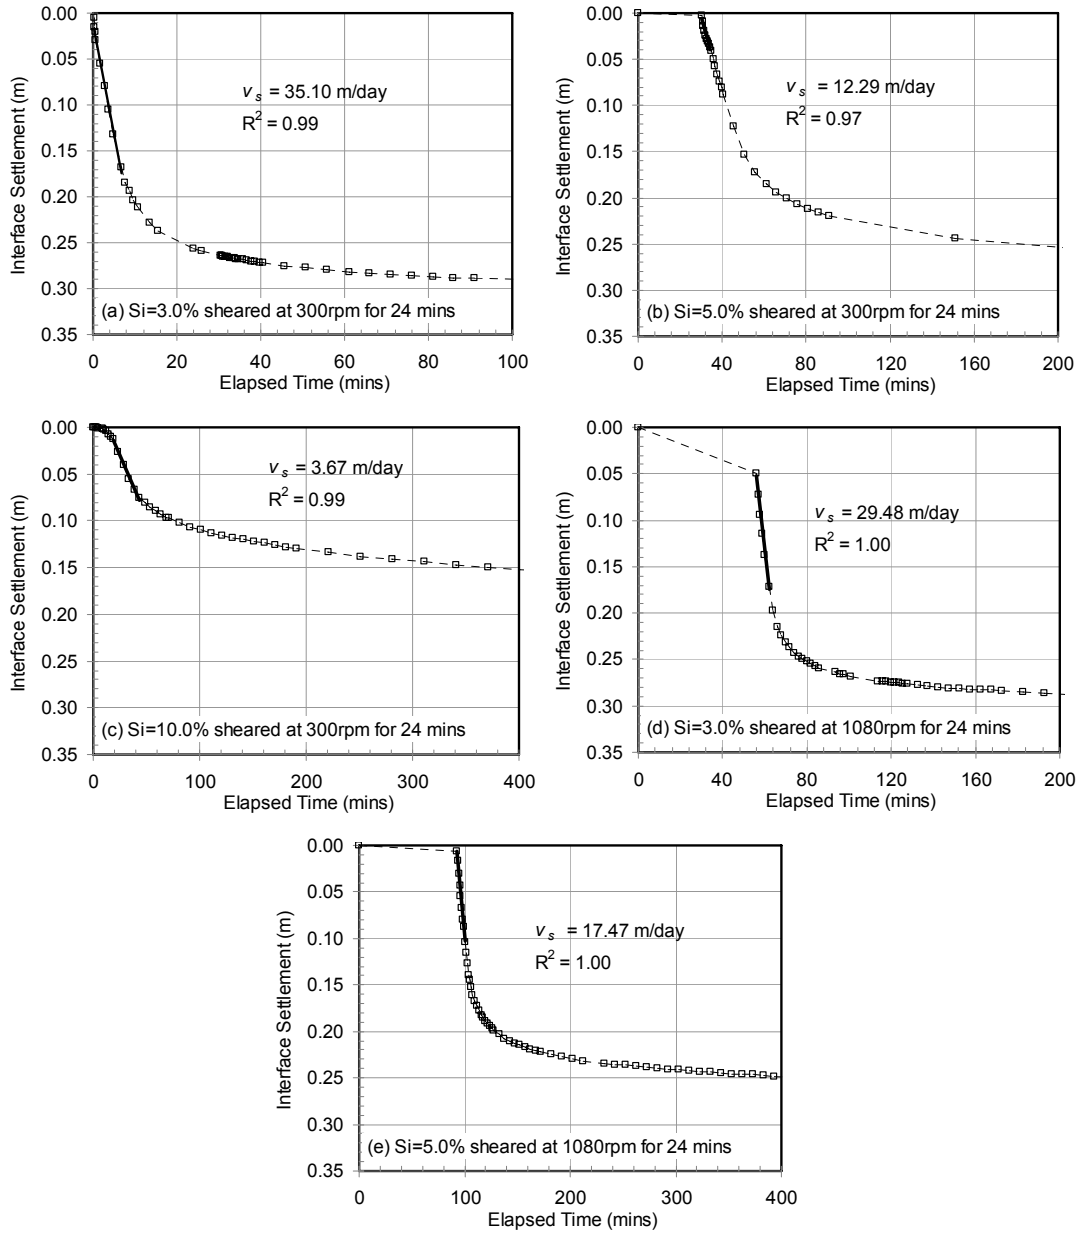 0.00
0.05
0.10
0.15
0.20
0.25
0.30
0.35
Interface Settlement (m)
v s = 35.10 m/day
R2 = 0.99
(a) Si=3.0% sheared at 300rpm for 24 mins
0 20 40 60 80 100
Elapsed Time (mins)
0.00
0.05
0.10
0.15
0.20
0.25
0.30
0.35
Interface Settlement (m)
v s = 12.29 m/day
R2 = 0.97
(b) Si=5.0% sheared at 300rpm for 24 mins
0 40 80 120 160 200
Elapsed Time (mins)
0.00
0.05
0.10
0.15
0.20
0.25
0.30
0.35
Interface Settlement (m)
v s = 3.67 m/day
R2 = 0.99
(c) Si=10.0% sheared at 300rpm for 24 mins
0 100 200 300 400
Elapsed Time (mins)
0.00
0.05
0.10
0.15
0.20
0.25
0.30
0.35
Interface Settlement (m)
v s = 29.48 m/day
R2 = 1.00
(d) Si=3.0% sheared at 1080rpm for 24 mins
0 40 80 120 160 200
Elapsed Time (mins)
0.00
0.05
0.10
0.15
0.20
0.25
0.30
0.35
Interface Settlement (m)
v s = 17.47 m/day
R2 = 1.00
(e) Si=5.0% sheared at 1080rpm for 24 mins
0 100 200 300 400
Elapsed Time (mins)